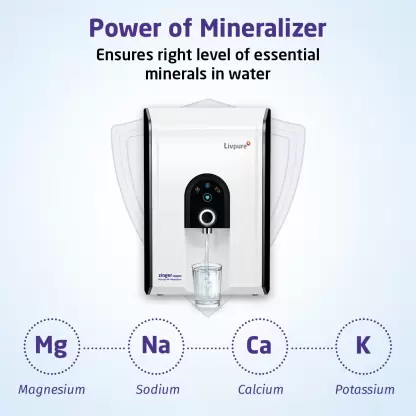 Power of Mineralizer
Ensures right level of essential
minerals in water
Livpure
zinger
Mg
Na
Ca
K
Magnesium
Sodium
Calcium
Potassium